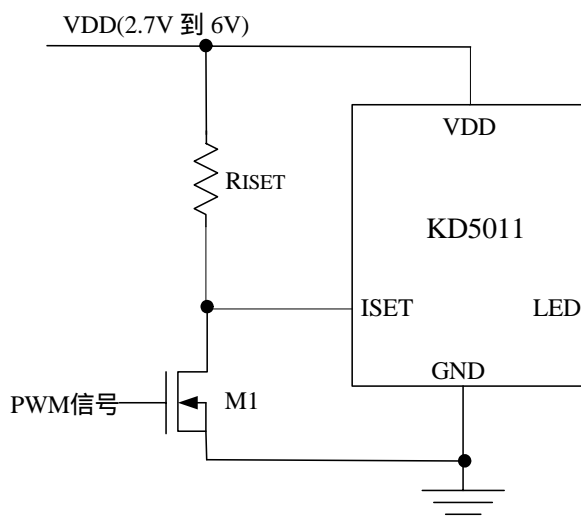 VDD(2.7V 到 6V)
VDD
RISET
KD5011
ISET
LED
GND
PWM信号
M1